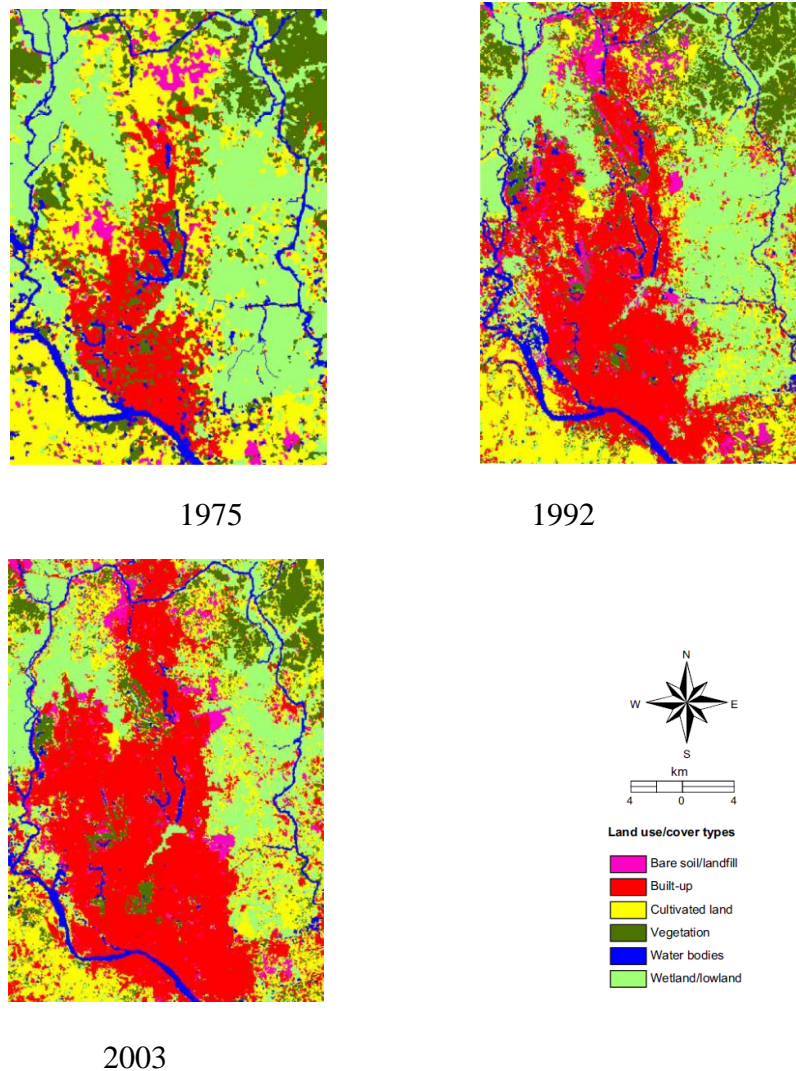 1975
1992
2003
N
W E
S
km
4 0 4
Land use/cover types
Bare soil/landfill
Built-up
Cultivated land
Vegetation
Water bodies
Wetland/lowland